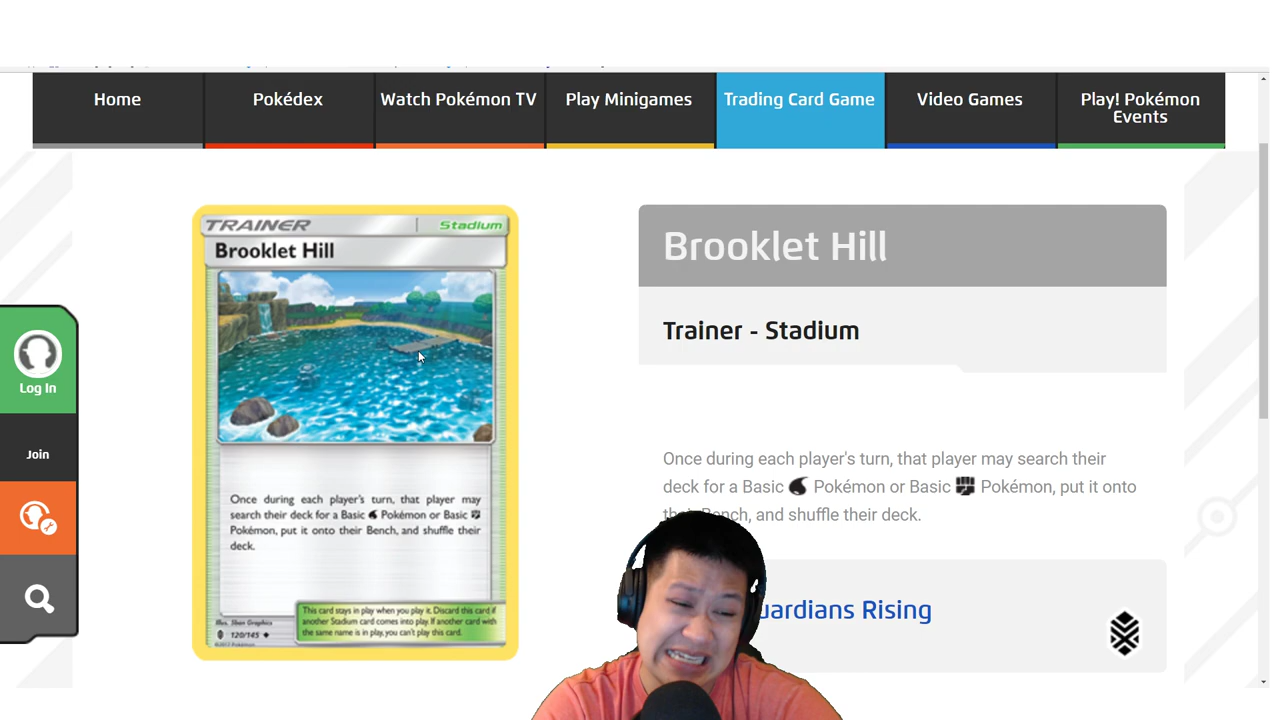 Home
Pokédex
Watch Pokémon TV
Play Minigames
Trading Card Game
Video Games
Play! Pokémon
Events
TRAINER
Stadium
Brooklet Hill
Once during each player's turn, that player may
search their deck for a Basic Pokémon or Basic
Pokémon, put it onto their Bench, and shuffle their
deck.
This card stays in play when you play it. Discard this card if
another Stadium card comes into play. If another card with
the same name is in play, you can't play this card.
Illus. 5ban Graphics
120/145
©2017 Pokémon
Brooklet Hill
Trainer - Stadium
Once during each player's turn, that player may search their
deck for a Basic Pokémon or Basic Pokémon, put it onto
their Bench, and shuffle their deck.
uardians Rising
Log In
Join